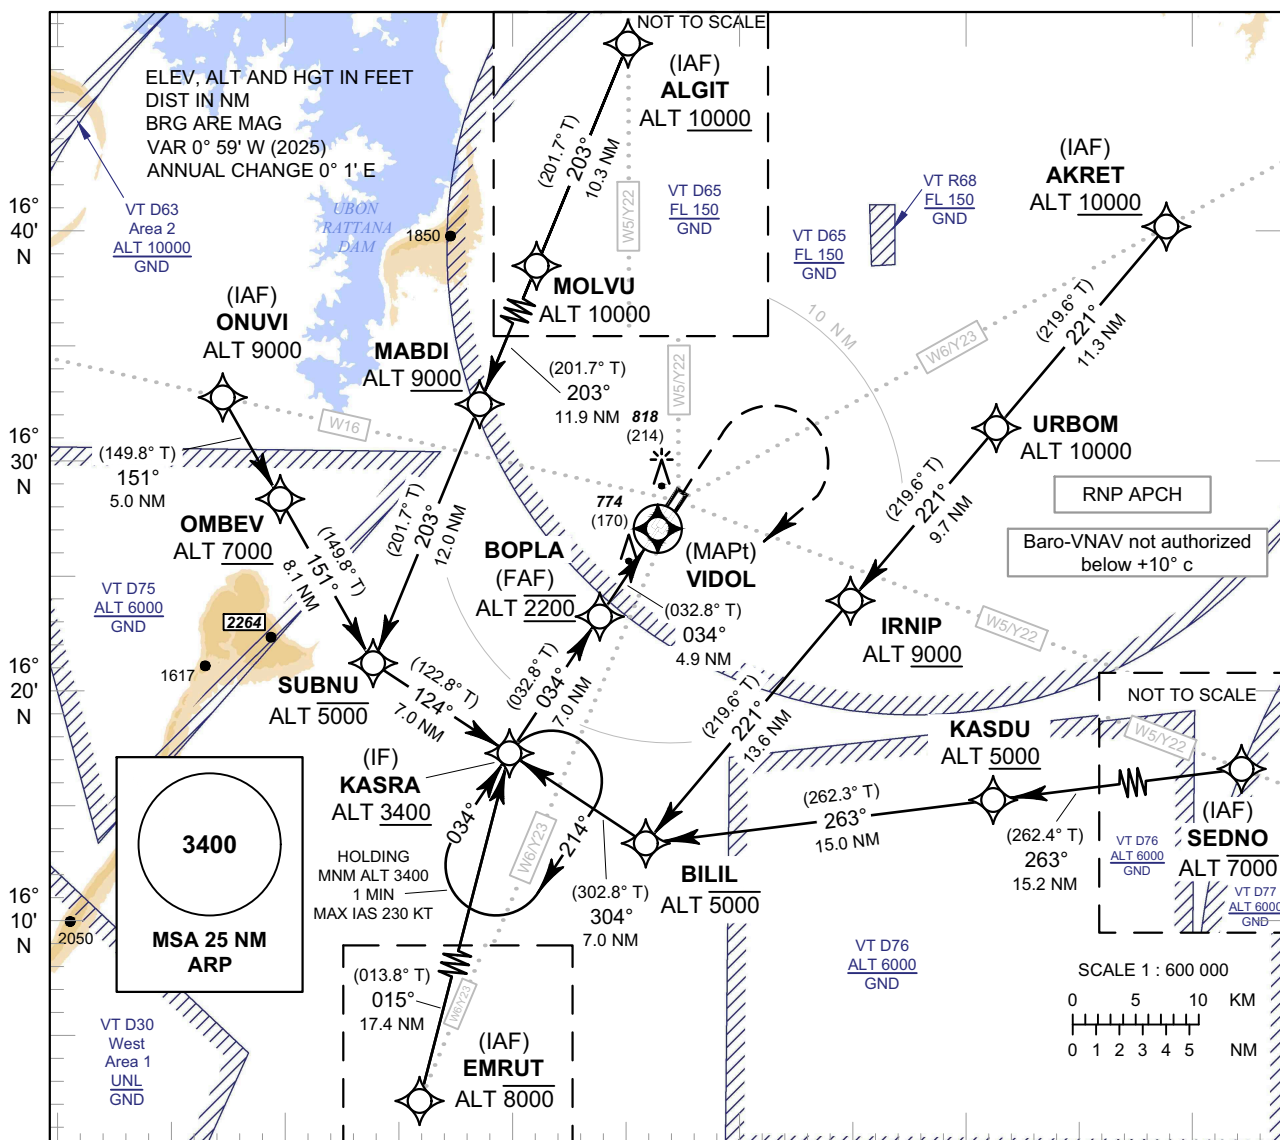 NOT TO SCALE
ELEV, ALT AND HGT IN FEET
DIST IN NM
BRG ARE MAG
VAR 0° 59' W (2025)
ANNUAL CHANGE 0° 1' E
(IAF)
ALGIT
ALT 10000
(201.7° T)
203°
10.3 NM
W5/Y22
VT D65
FL 150
GND
VT R68
FL 150
GND
VT D65
FL 150
GND
(IAF)
AKRET
ALT 10000
VT D63
Area 2
ALT 10000
GND
16°
40'
N
UBON
RATTANA
DAM
1850
MOLVU
ALT 10000
10 NM
W6/Y23
(219.6° T)
221°
11.3 NM
(IAF)
ONUVI
ALT 9000
MABDI
ALT 9000
(201.7° T)
203°
11.9 NM
W5/Y22
W16
818
(214)
URBOM
ALT 10000
16°
30'
N
(149.8° T)
151°
5.0 NM
OMBEV
ALT 7000
(149.8° T)
151°
8.1 NM
(201.7° T)
203°
12.0 NM
774
(170)
BOPLA
(FAF)
ALT 2200
(MAPt)
VIDOL
(032.8° T)
034°
4.9 NM
(219.6° T)
221°
9.7 NM
RNP APCH
Baro-VNAV not authorized
below +10° c
IRNIP
ALT 9000
W5/Y22
VT D75
ALT 6000
GND
2264
1617
16°
20'
N
SUBNU
ALT 5000
(122.8° T)
124°
7.0 NM
(032.8° T)
034°
7.0 NM
(219.6° T)
221°
13.6 NM
NOT TO SCALE
W5/Y22
KASDU
ALT 5000
(IF)
KASRA
ALT 3400
034°
214°
W6/Y23
(262.3° T)
263°
15.0 NM
(262.4° T)
263°
15.2 NM
(IAF)
SEDNO
ALT 7000
VT D76
ALT 6000
GND
VT D77
ALT 6000
GND
3400
MSA 25 NM
ARP
HOLDING
MNM ALT 3400
1 MIN
MAX IAS 230 KT
(302.8° T)
304°
7.0 NM
BILIL
ALT 5000
16°
10'
N
2050
(013.8° T)
015°
17.4 NM
W6/Y23
VT D76
ALT 6000
GND
SCALE 1 : 600 000
0 5 10 KM
0 1 2 3 4 5 NM
VT D30
West
Area 1
UNL
GND
(IAF)
EMRUT
ALT 8000